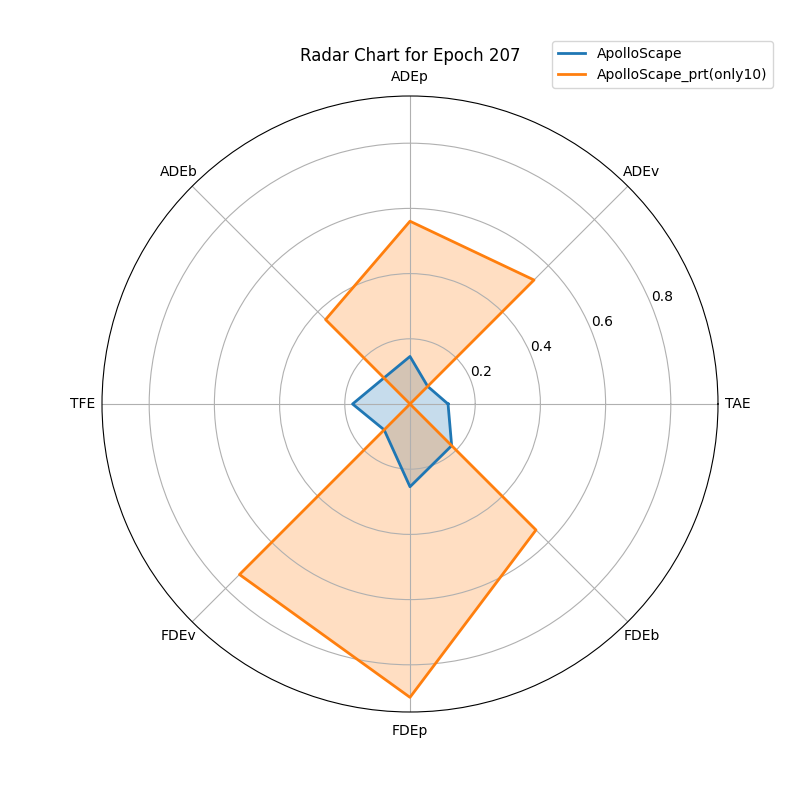 Radar Chart for Epoch 207
ApolloScape
ApolloScape_prt(only10)
ADEp
ADEb
ADEv
0.8
0.6
0.4
0.2
TFE
TAE
FDEv
FDEb
FDEp